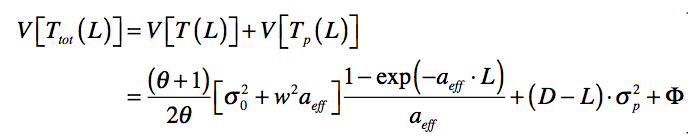 V[T_tot(L)] = V[T(L)] + V[T_p(L)]
= (θ+1)/2θ [σ_0^2 + w^2 a_eff] (1 − exp(−a_eff · L))/a_eff + (D − L) · σ_p^2 + Φ